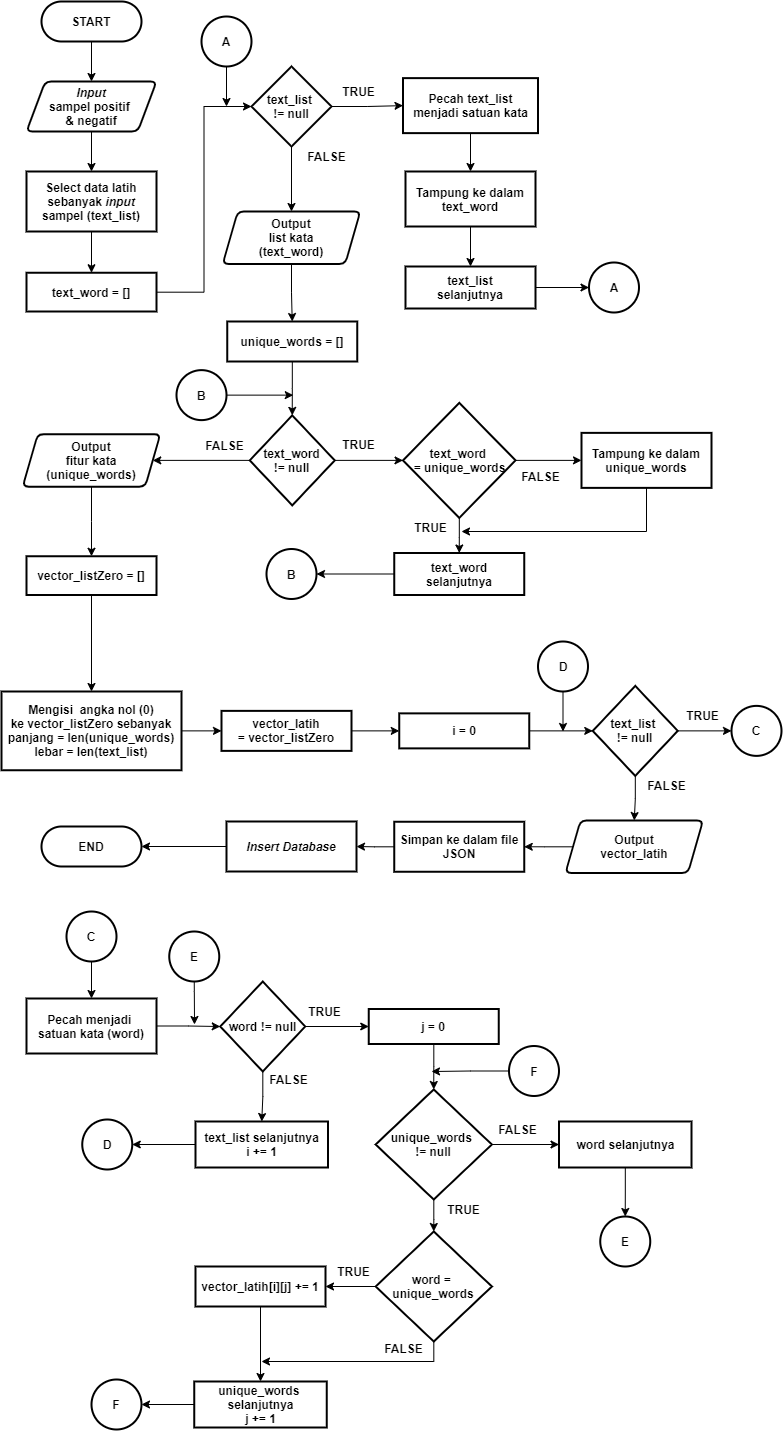 START
A
Input
sampel positif
& negatif
text_list
!= null
TRUE
Pecah text_list
menjadi satuan kata
FALSE
Select data latih
sebanyak input
sampel (text_list)
Output
list kata
(text_word)
Tampung ke dalam
text_word
text_word = []
text_list
selanjutnya
A
unique_words = []
B
Output
fitur kata
(unique_words)
FALSE
text_word
!= null
TRUE
text_word
= unique_words
FALSE
Tampung ke dalam
unique_words
TRUE
vector_listZero = []
B
text_word
selanjutnya
D
Mengisi angka nol (0)
ke vector_listZero sebanyak
panjang = len(unique_words)
lebar = len(text_list)
vector_latih
= vector_listZero
i = 0
text_list
!= null
TRUE
C
FALSE
END
Insert Database
Simpan ke dalam file
JSON
Output
vector_latih
C
E
Pecah menjadi
satuan kata (word)
word != null
TRUE
j = 0
FALSE
F
D
text_list selanjutnya
i += 1
unique_words
!= null
FALSE
word selanjutnya
TRUE
E
vector_latih[i][j] += 1
TRUE
word =
unique_words
FALSE
F
unique_words
selanjutnya
j += 1